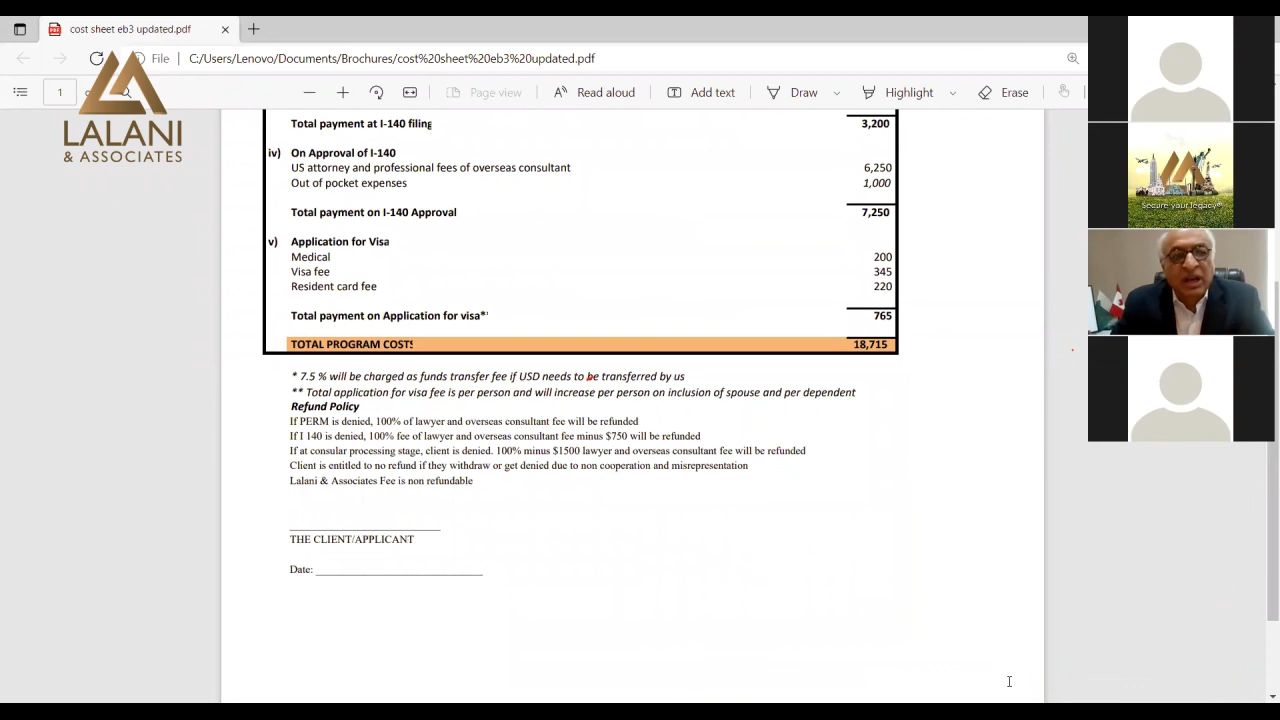 cost sheet eb3 updated.pdf
File
C:/Users/Lenovo/Documents/Brochures/cost%20sheet%20eb3%20updated.pdf
1
Page view
Read aloud
Add text
Draw
Highlight
Erase
LALANI
& ASSOCIATES
Secure your legacy®
Total payment at I-140 filing 3,200
iv) On Approval of I-140
US attorney and professional fees of overseas consultant 6,250
Out of pocket expenses 1,000
Total payment on I-140 Approval 7,250
v) Application for Visa
Medical 200
Visa fee 345
Resident card fee 220
Total payment on Application for visa*' 765
TOTAL PROGRAM COSTS 18,715
* 7.5 % will be charged as funds transfer fee if USD needs to be transferred by us
** Total application for visa fee is per person and will increase per person on inclusion of spouse and per dependent
Refund Policy
If PERM is denied, 100% of lawyer and overseas consultant fee will be refunded
If I 140 is denied, 100% fee of lawyer and overseas consultant fee minus $750 will be refunded
If at consular processing stage, client is denied. 100% minus $1500 lawyer and overseas consultant fee will be refunded
Client is entitled to no refund if they withdraw or get denied due to non cooperation and misrepresentation
Lalani & Associates Fee is non refundable
THE CLIENT/APPLICANT
Date: